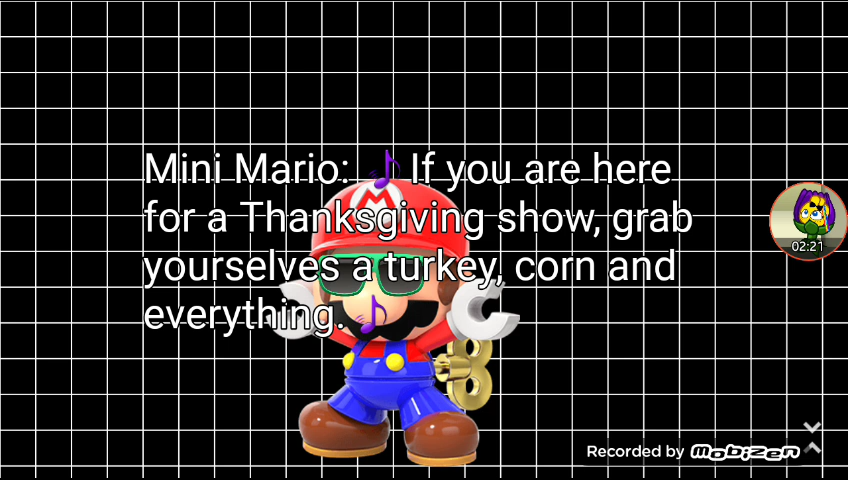 Mini Mario: 🎵 If you are here
for a Thanksgiving show, grab
yourselves a turkey, corn and
everything. 🎵
M
02:21
Recorded by Mobizen